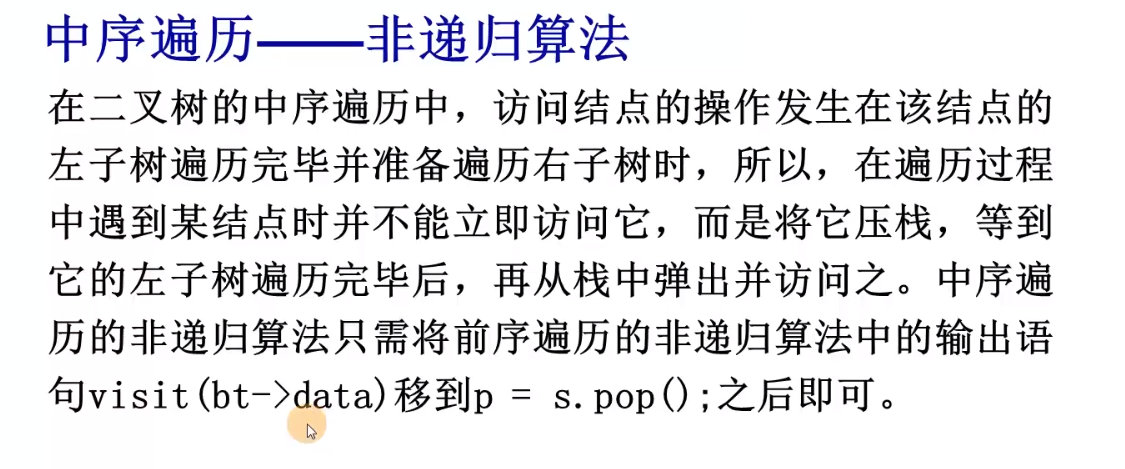 中序遍历——非递归算法
在二叉树的中序遍历中，访问结点的操作发生在该结点的
左子树遍历完毕并准备遍历右子树时，所以，在遍历过程
中遇到某结点时并不能立即访问它，而是将它压栈，等到
它的左子树遍历完毕后，再从栈中弹出并访问之。中序遍
历的非递归算法只需将前序遍历的非递归算法中的输出语
句visit(bt->data)移到p = s.pop();之后即可。